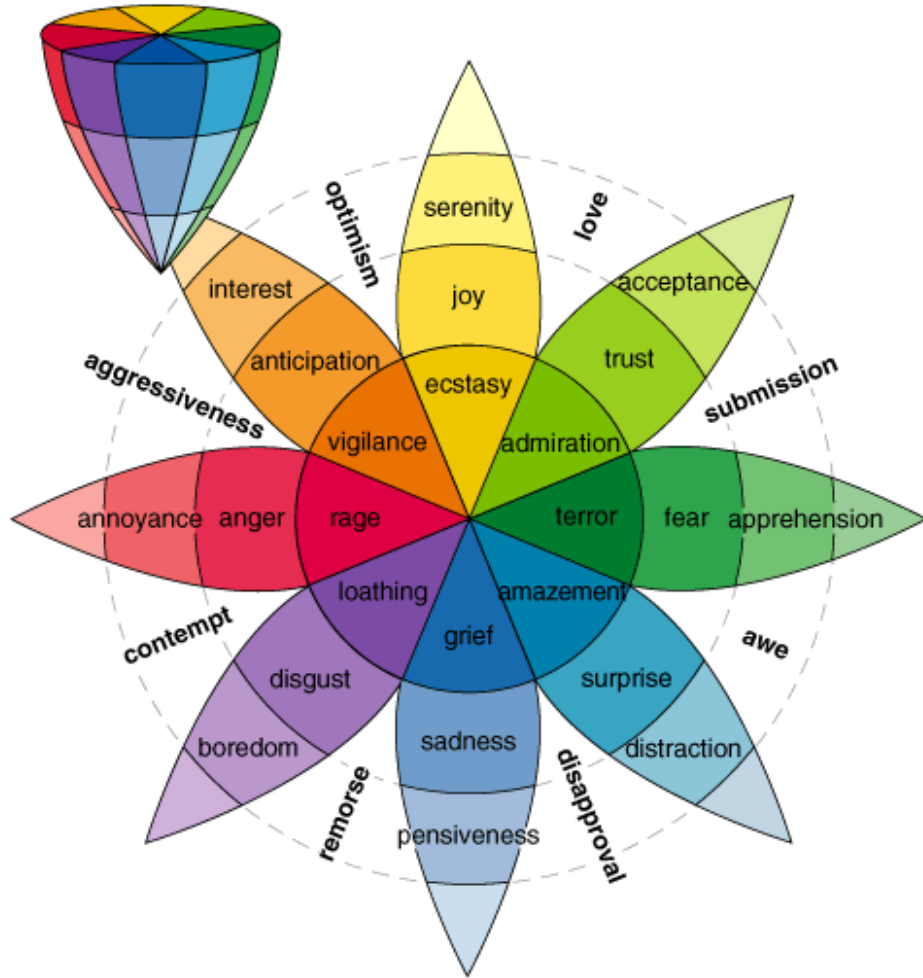 optimism
serenity
love
interest
joy
acceptance
anticipation
trust
aggressiveness
ecstasy
submission
vigilance
admiration
annoyance
anger
rage
terror
fear
apprehension
loathing
amazement
contempt
grief
awe
disgust
surprise
boredom
sadness
distraction
remorse
disapproval
pensiveness